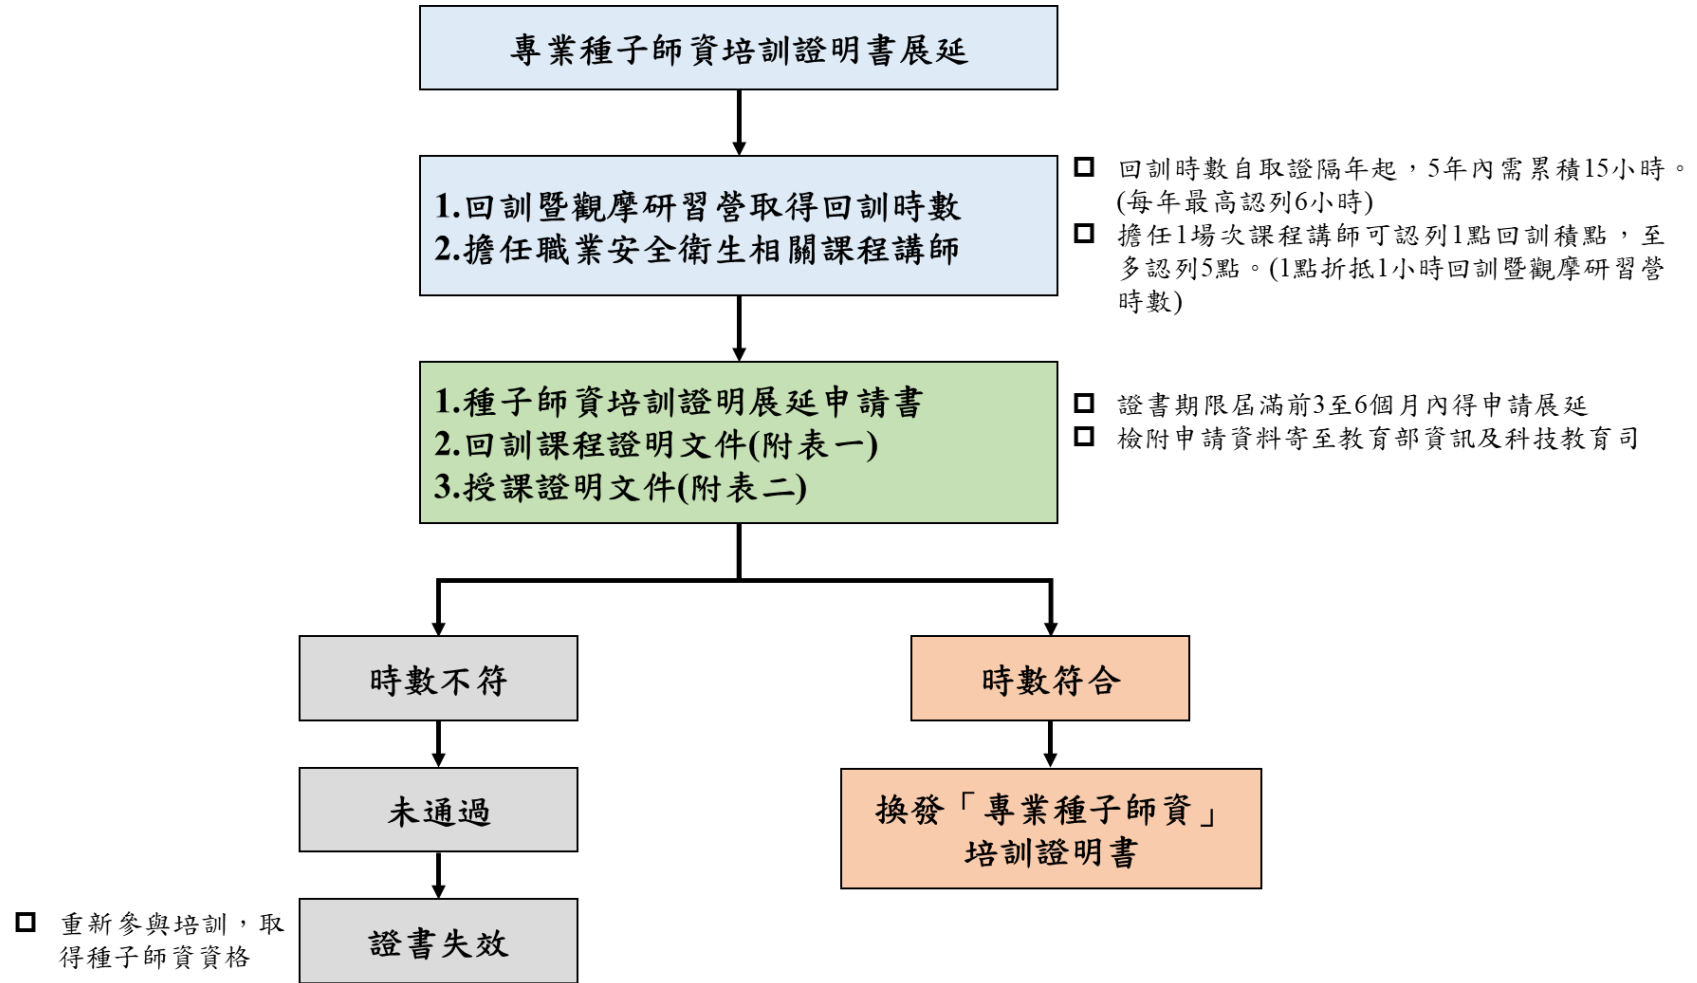 專業種子師資培訓證明書展延
1.回訓暨觀摩研習營取得回訓時數
2.擔任職業安全衛生相關課程講師
回訓時數自取證隔年起，5年內需累積15小時。
(每年最高認列6小時)
擔任1場次課程講師可認列1點回訓積點，至
多認列5點。(1點折抵1小時回訓暨觀摩研習營
時數)
1.種子師資培訓證明展延申請書
2.回訓課程證明文件(附表一)
3.授課證明文件(附表二)
證書期限屆滿前3至6個月內得申請展延
檢附申請資料寄至教育部資訊及科技教育司
時數不符
時數符合
未通過
換發「專業種子師資」
培訓證明書
重新參與培訓，取
得種子師資資格
證書失效